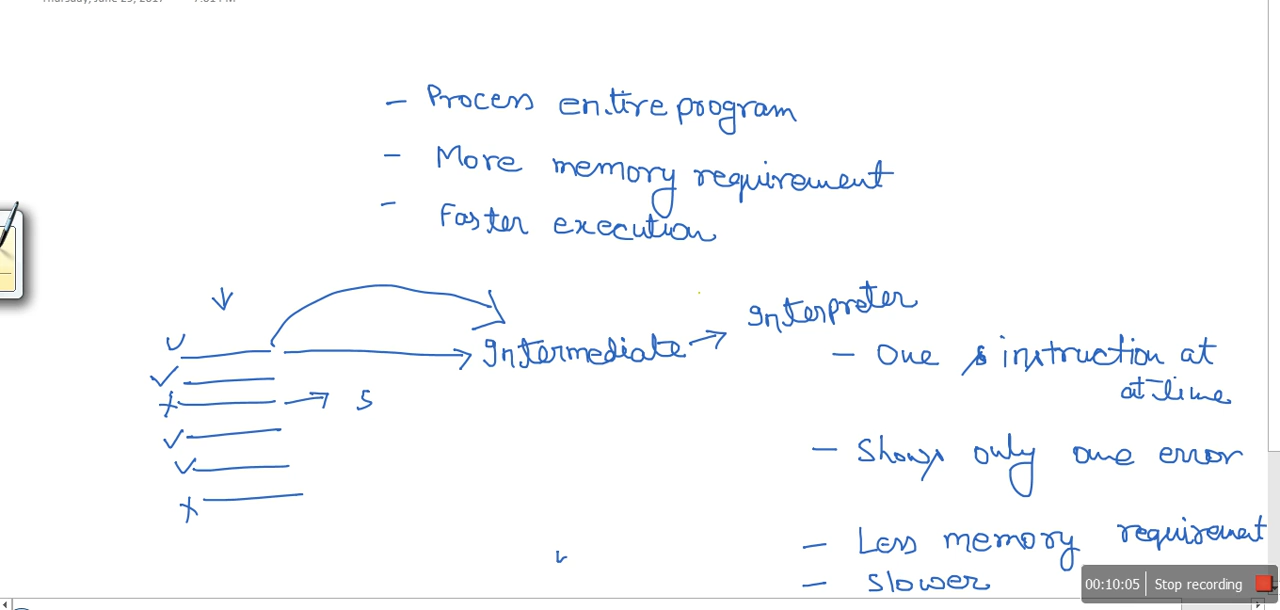 - Process entire program
- More memory requirement
- Faster execution
Intermediate
Interpreter
- One instruction at
at time
5
- Shows only one error
- Less memory requirement
- Slower
00:10:05 Stop recording